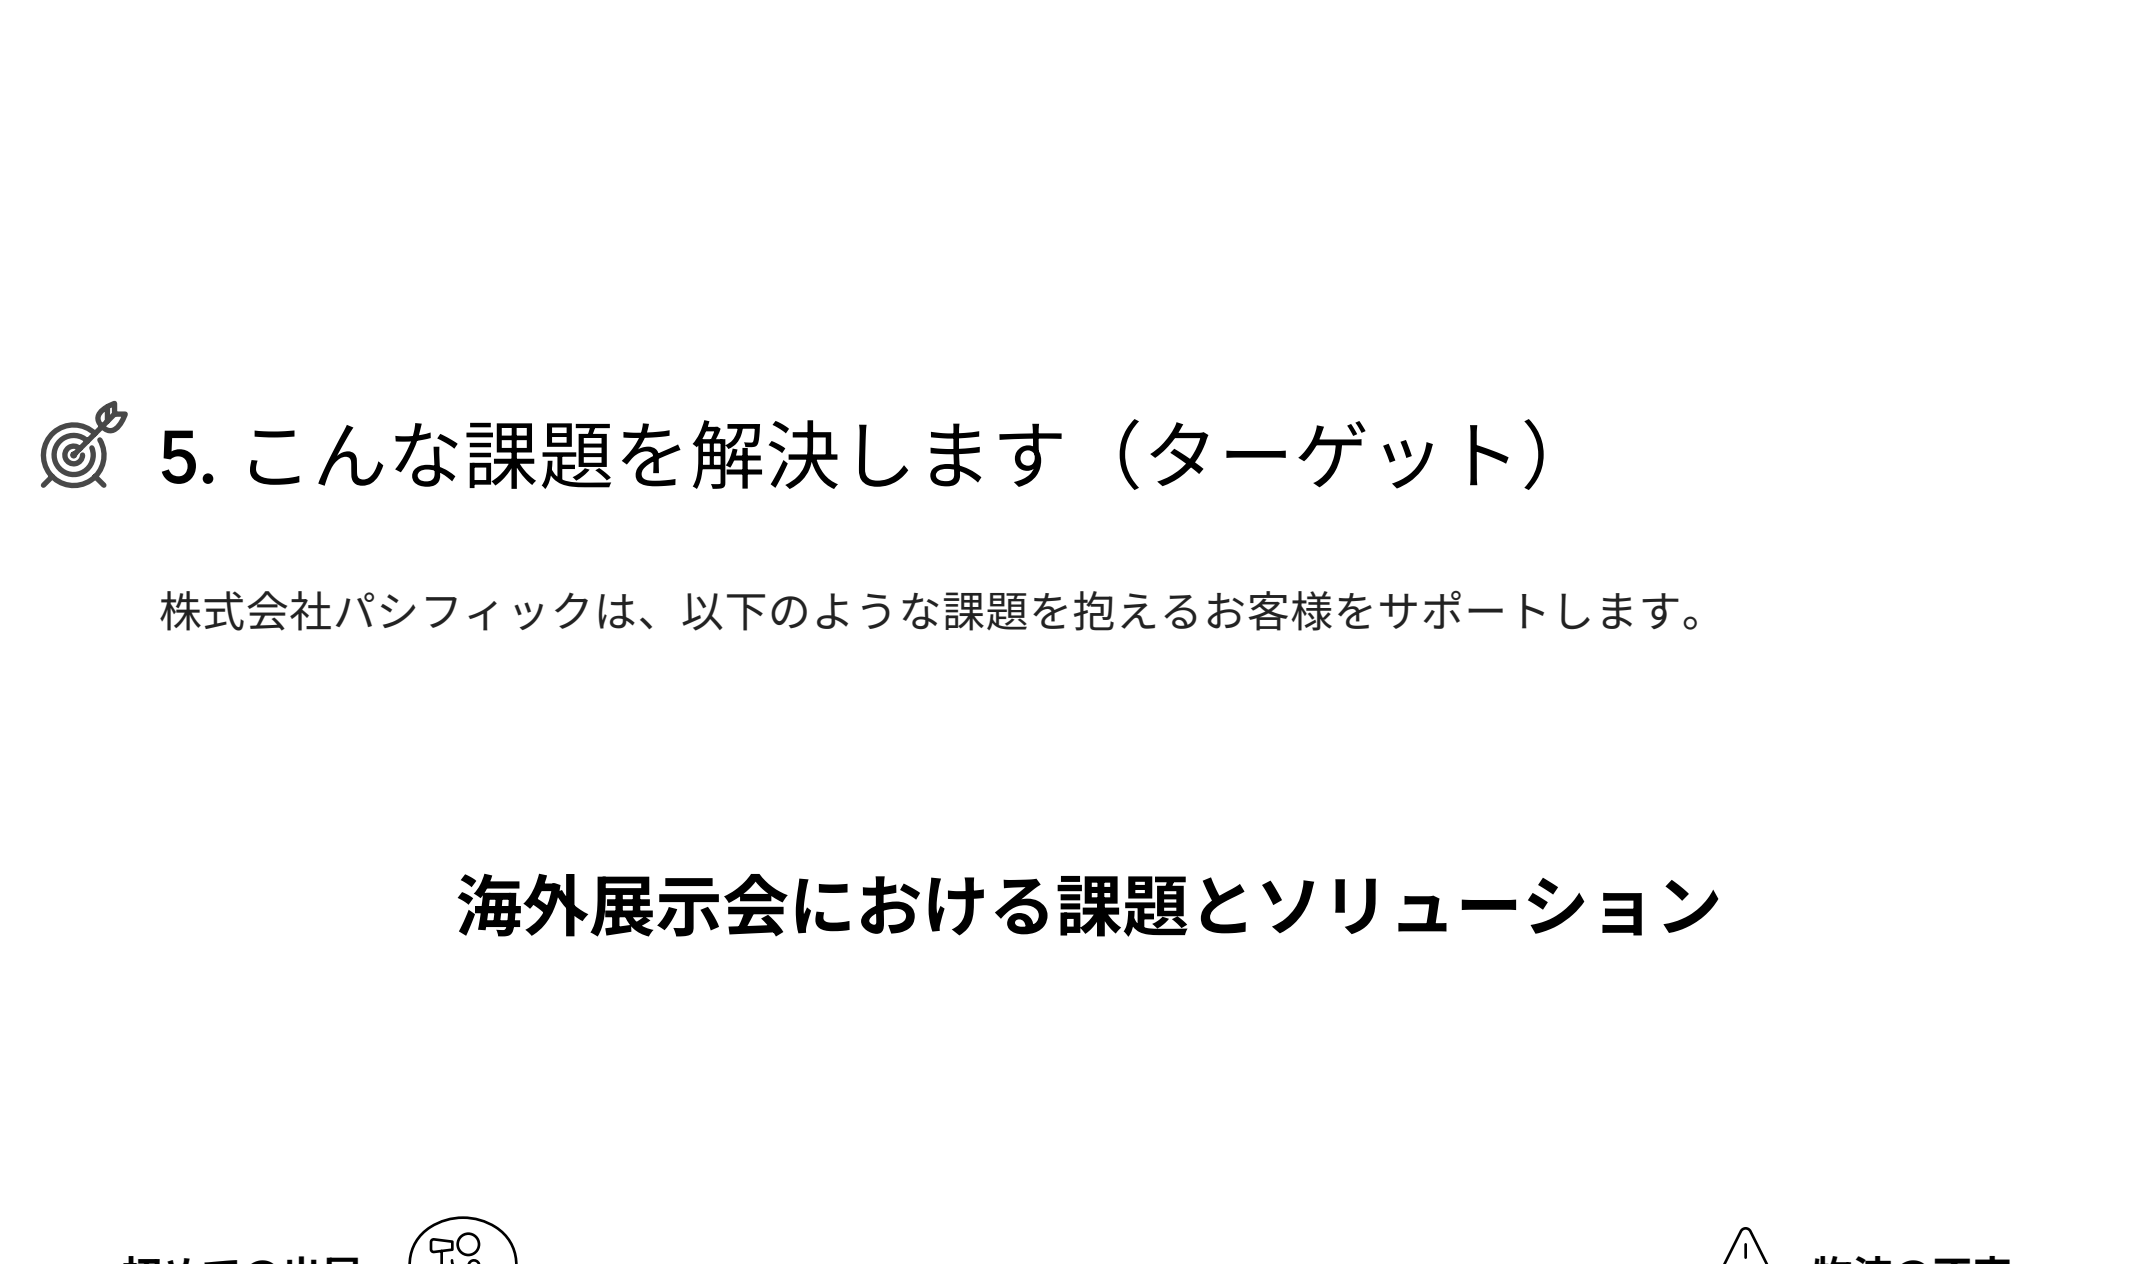 5. こんな課題を解決します（ターゲット）
株式会社パシフィックは、以下のような課題を抱えるお客様をサポートします。
海外展示会における課題とソリューション